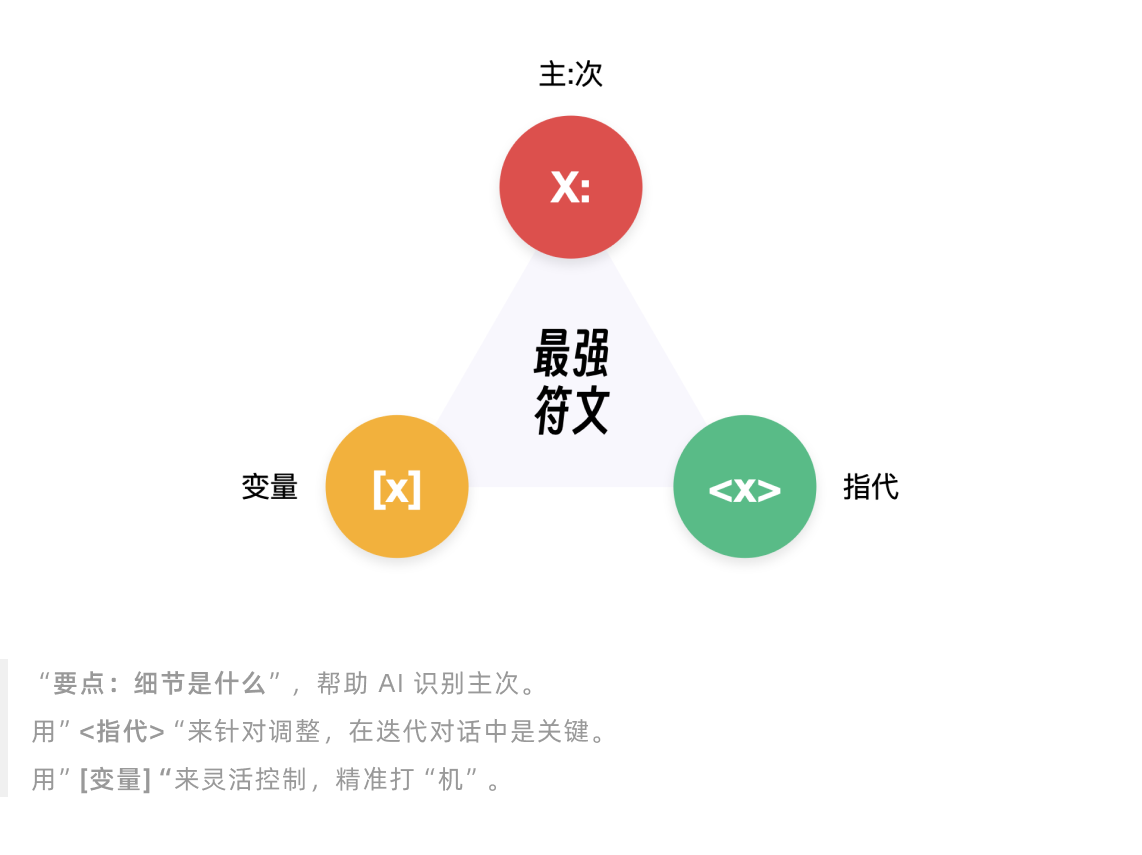 主:次
X:
最强
符文
变量
[x]
<x>
指代
“要点：细节是什么”，帮助 AI 识别主次。
用”<指代>“来针对调整，在迭代对话中是关键。
用”[变量]“来灵活控制，精准打“机”。